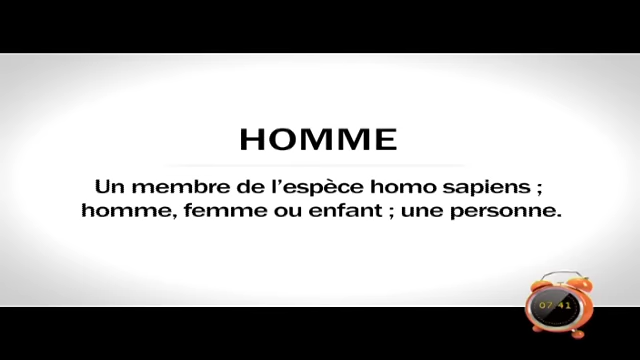 HOMME
Un membre de l’espèce homo sapiens ;
homme, femme ou enfant ; une personne.
07:41